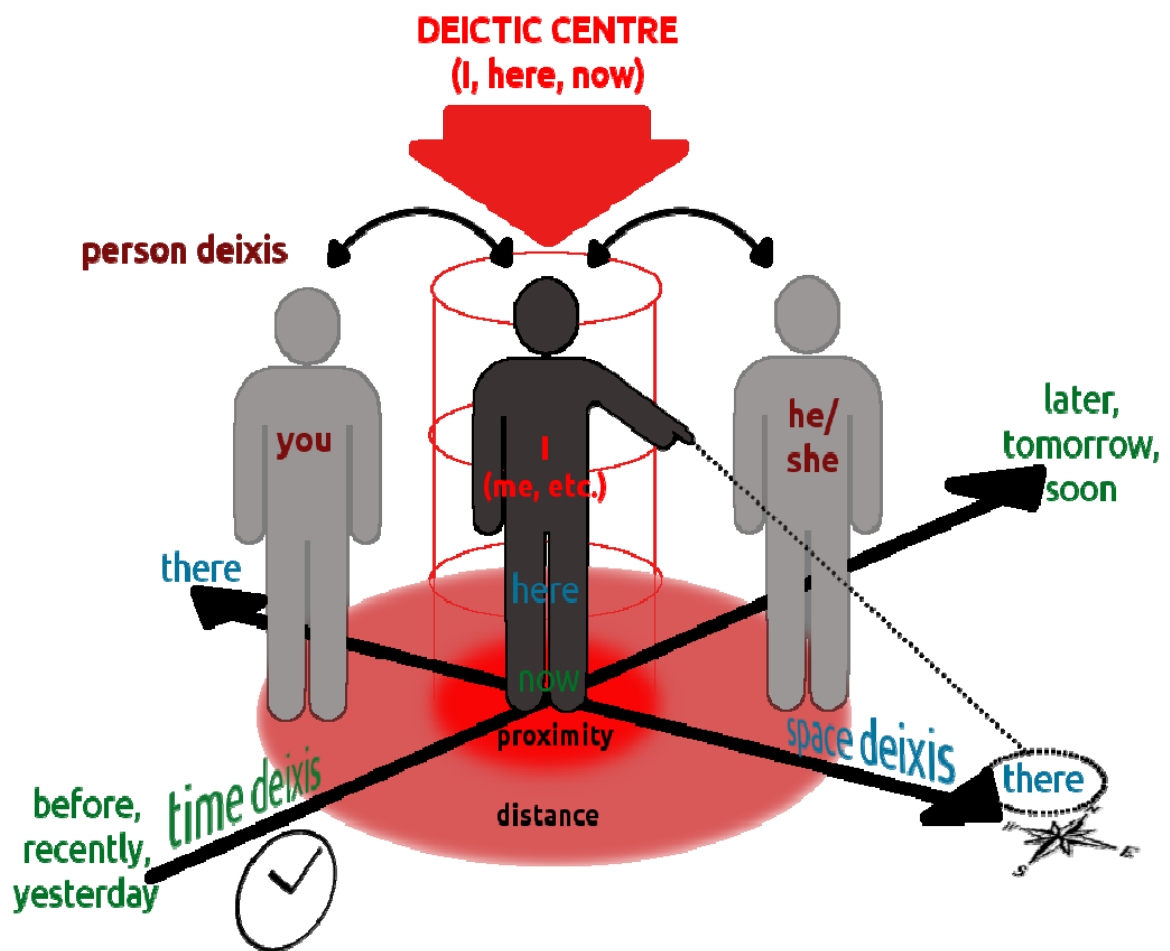 DEICTIC CENTRE
(I, here, now)
person deixis
you
I
(me, etc.)
he/
she
later,
tomorrow,
soon
there
here
now
proximity
distance
space deixis
there
time deixis
before,
recently,
yesterday
S
E